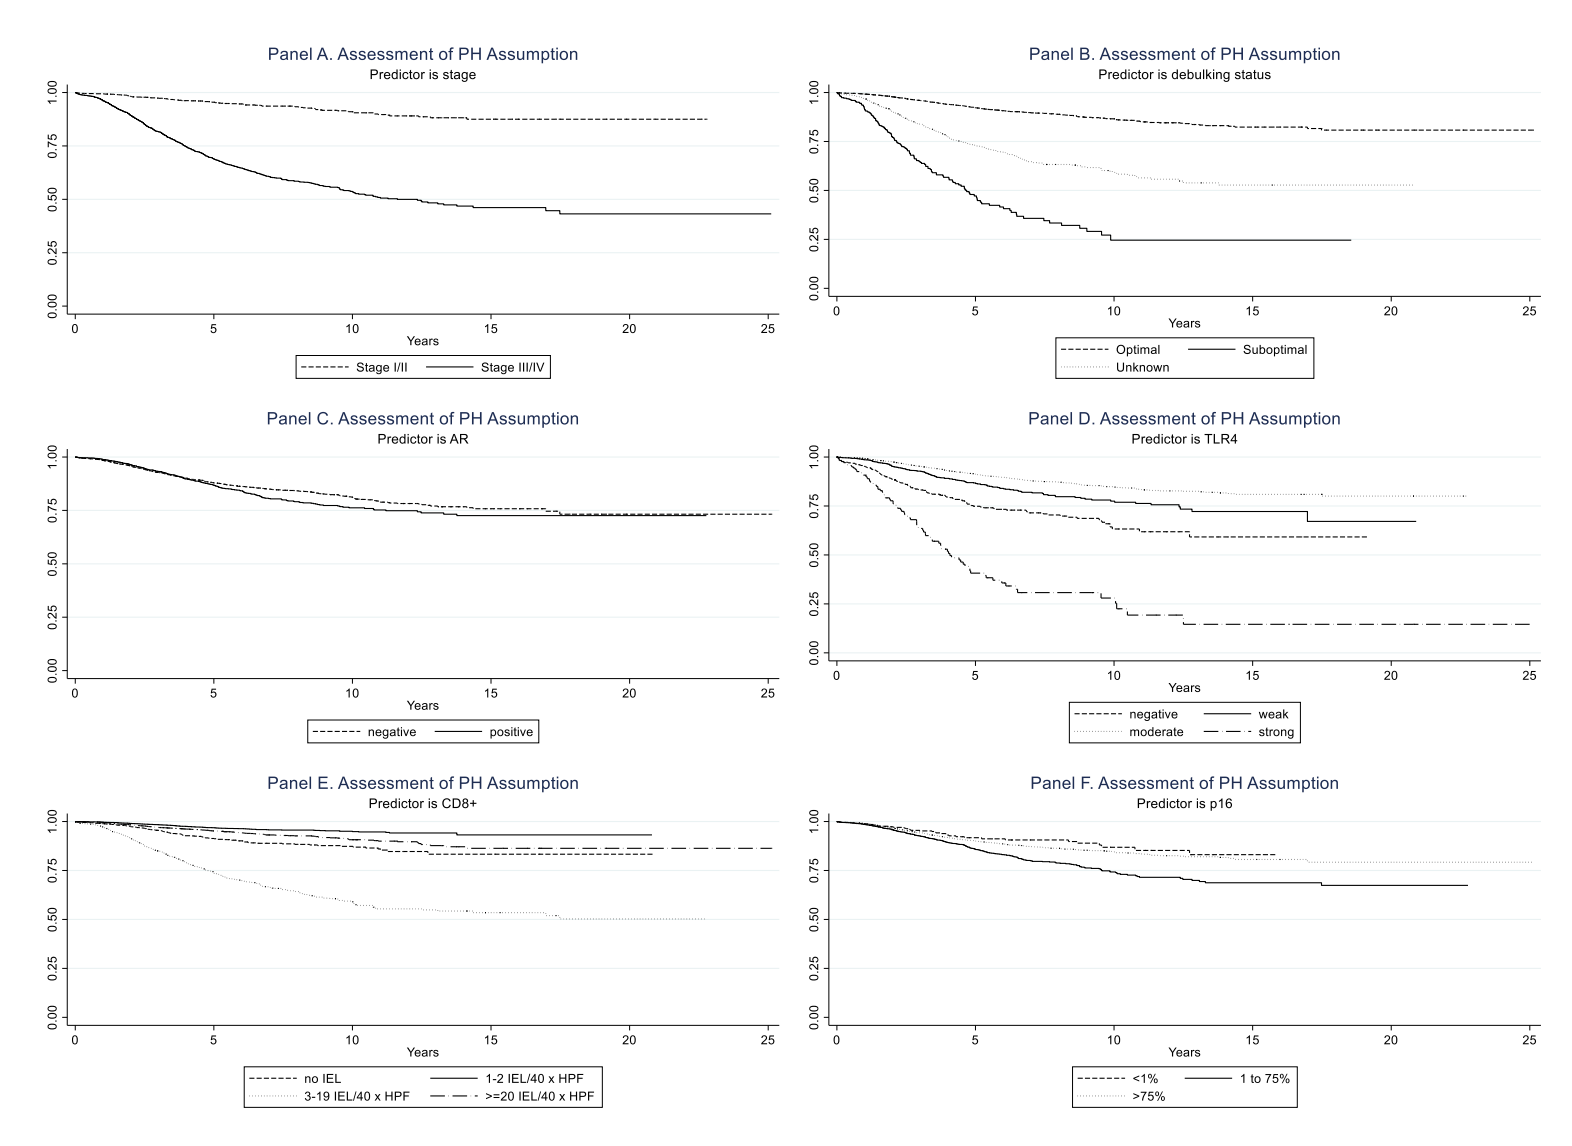 Panel A. Assessment of PH Assumption
Predictor is stage
1.00
0.75
0.50
0.25
0.00
0 5 10 15 20 25
Years
Stage I/II Stage III/IV
Panel B. Assessment of PH Assumption
Predictor is debulking status
1.00
0.75
0.50
0.25
0.00
0 5 10 15 20 25
Years
Optimal Suboptimal
Unknown
Panel C. Assessment of PH Assumption
Predictor is AR
1.00
0.75
0.50
0.25
0.00
0 5 10 15 20 25
Years
negative positive
Panel D. Assessment of PH Assumption
Predictor is TLR4
1.00
0.75
0.50
0.25
0.00
0 5 10 15 20 25
Years
negative weak
moderate strong
Panel E. Assessment of PH Assumption
Predictor is CD8+
1.00
0.75
0.50
0.25
0.00
0 5 10 15 20 25
Years
no IEL 1-2 IEL/40 x HPF
3-19 IEL/40 x HPF >=20 IEL/40 x HPF
Panel F. Assessment of PH Assumption
Predictor is p16
1.00
0.75
0.50
0.25
0.00
0 5 10 15 20 25
Years
<1% 1 to 75%
>75%